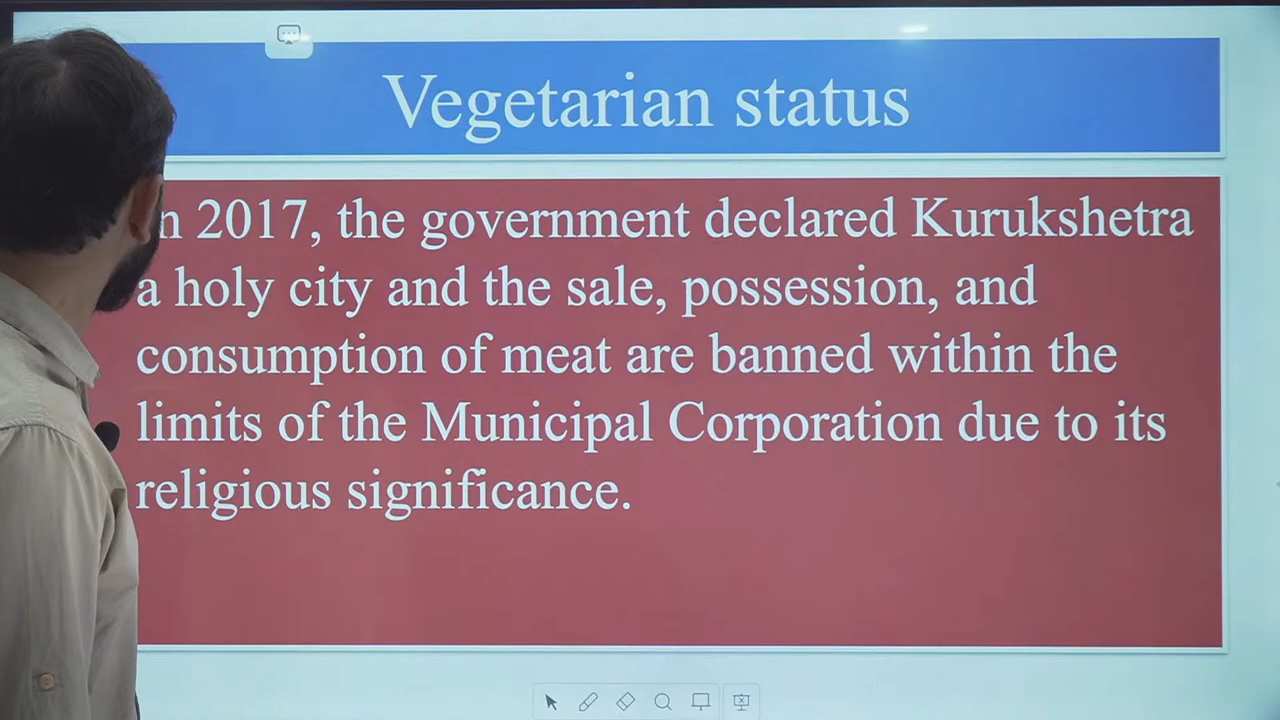 Vegetarian status
n 2017, the government declared Kurukshetra
a holy city and the sale, possession, and
consumption of meat are banned within the
limits of the Municipal Corporation due to its
religious significance.